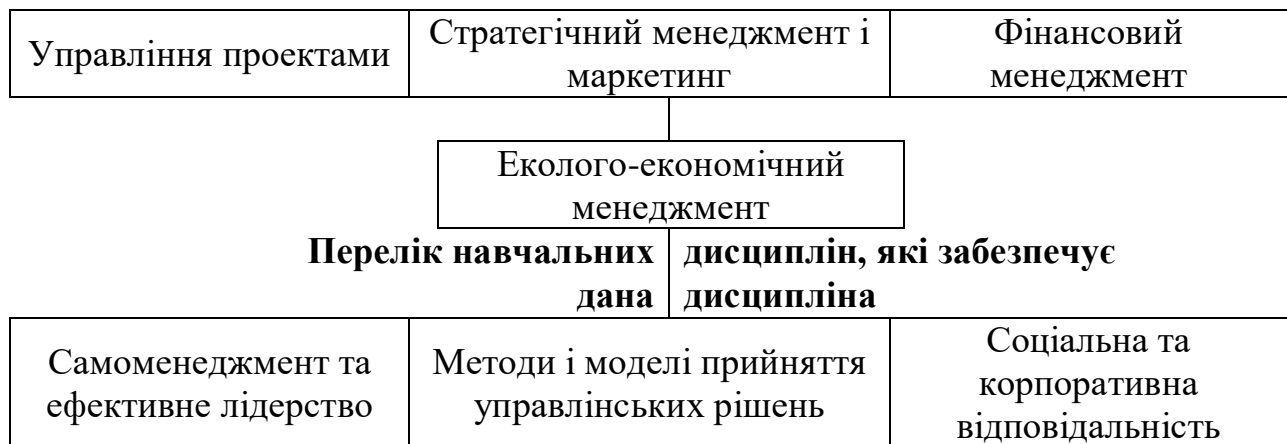 Управління проектами
Стратегічний менеджмент і
маркетинг
Фінансовий
менеджмент
Еколого-економічний
менеджмент
Перелік навчальних дисциплін, які забезпечує
дана дисципліна
Самоменеджмент та
ефективне лідерство
Методи і моделі прийняття
управлінських рішень
Соціальна та
корпоративна
відповідальність